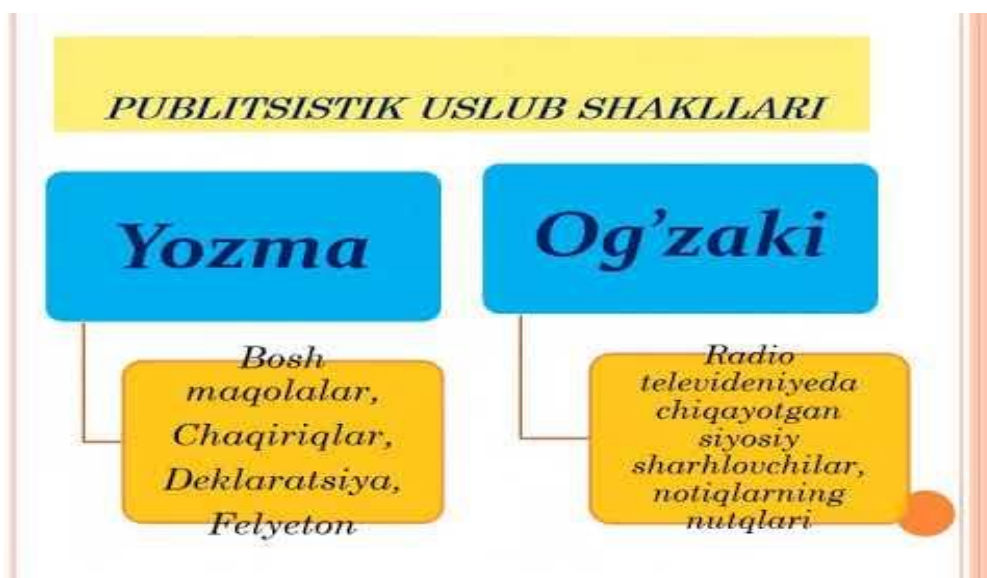 PUBLITSISTIK USLUB SHAKLLARI
Yozma
Bosh
maqolalar,
Chaqiriqlar,
Deklaratsiya,
Felyeton
Og’zaki
Radio
televideniyeda
chiqayotgan
siyosiy
sharhlovchilar,
notiqlarning
nutqlari